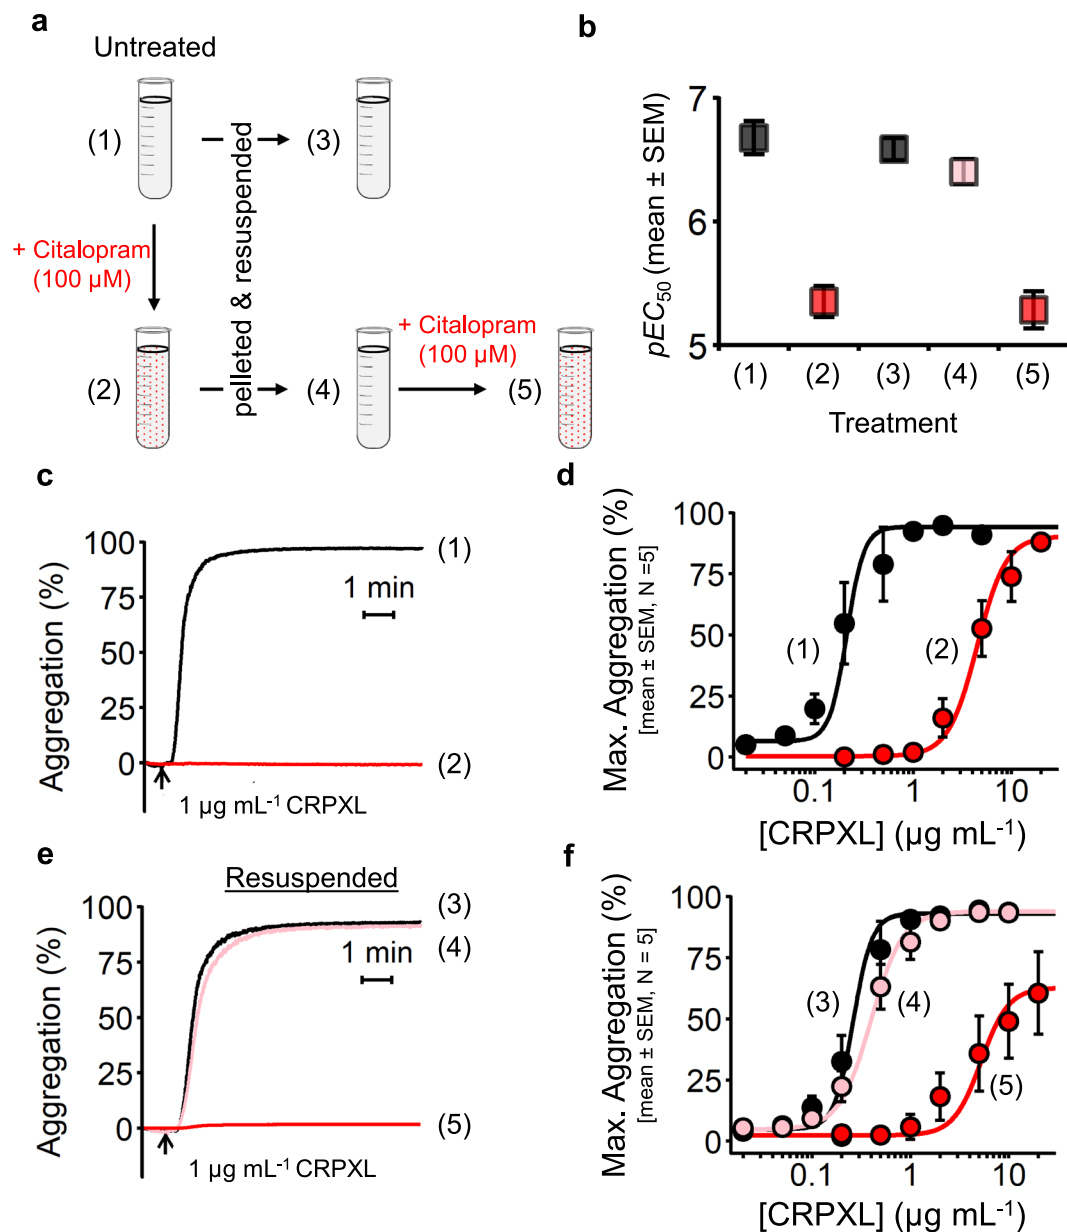 a
Untreated
(1)
(3)
pelleted & resuspended
+ Citalopram
(100 µM)
(2)
(4)
+ Citalopram
(100 µM)
(5)
b
pEC50 (mean ± SEM)
7
6
5
(1) (2) (3) (4) (5)
Treatment
c
Aggregation (%)
100
75
50
25
0
(1)
1 min
(2)
1 µg mL-1 CRPXL
d
Max. Aggregation (%)
[mean ± SEM, N =5]
100
75
50
25
0
(1)
(2)
0.1 1 10
[CRPXL] (µg mL-1)
e
Resuspended
Aggregation (%)
100
75
50
25
0
(3)
(4)
1 min
(5)
1 µg mL-1 CRPXL
f
Max. Aggregation (%)
[mean ± SEM, N = 5]
100
75
50
25
0
(3)
(4)
(5)
0.1 1 10
[CRPXL] (µg mL-1)